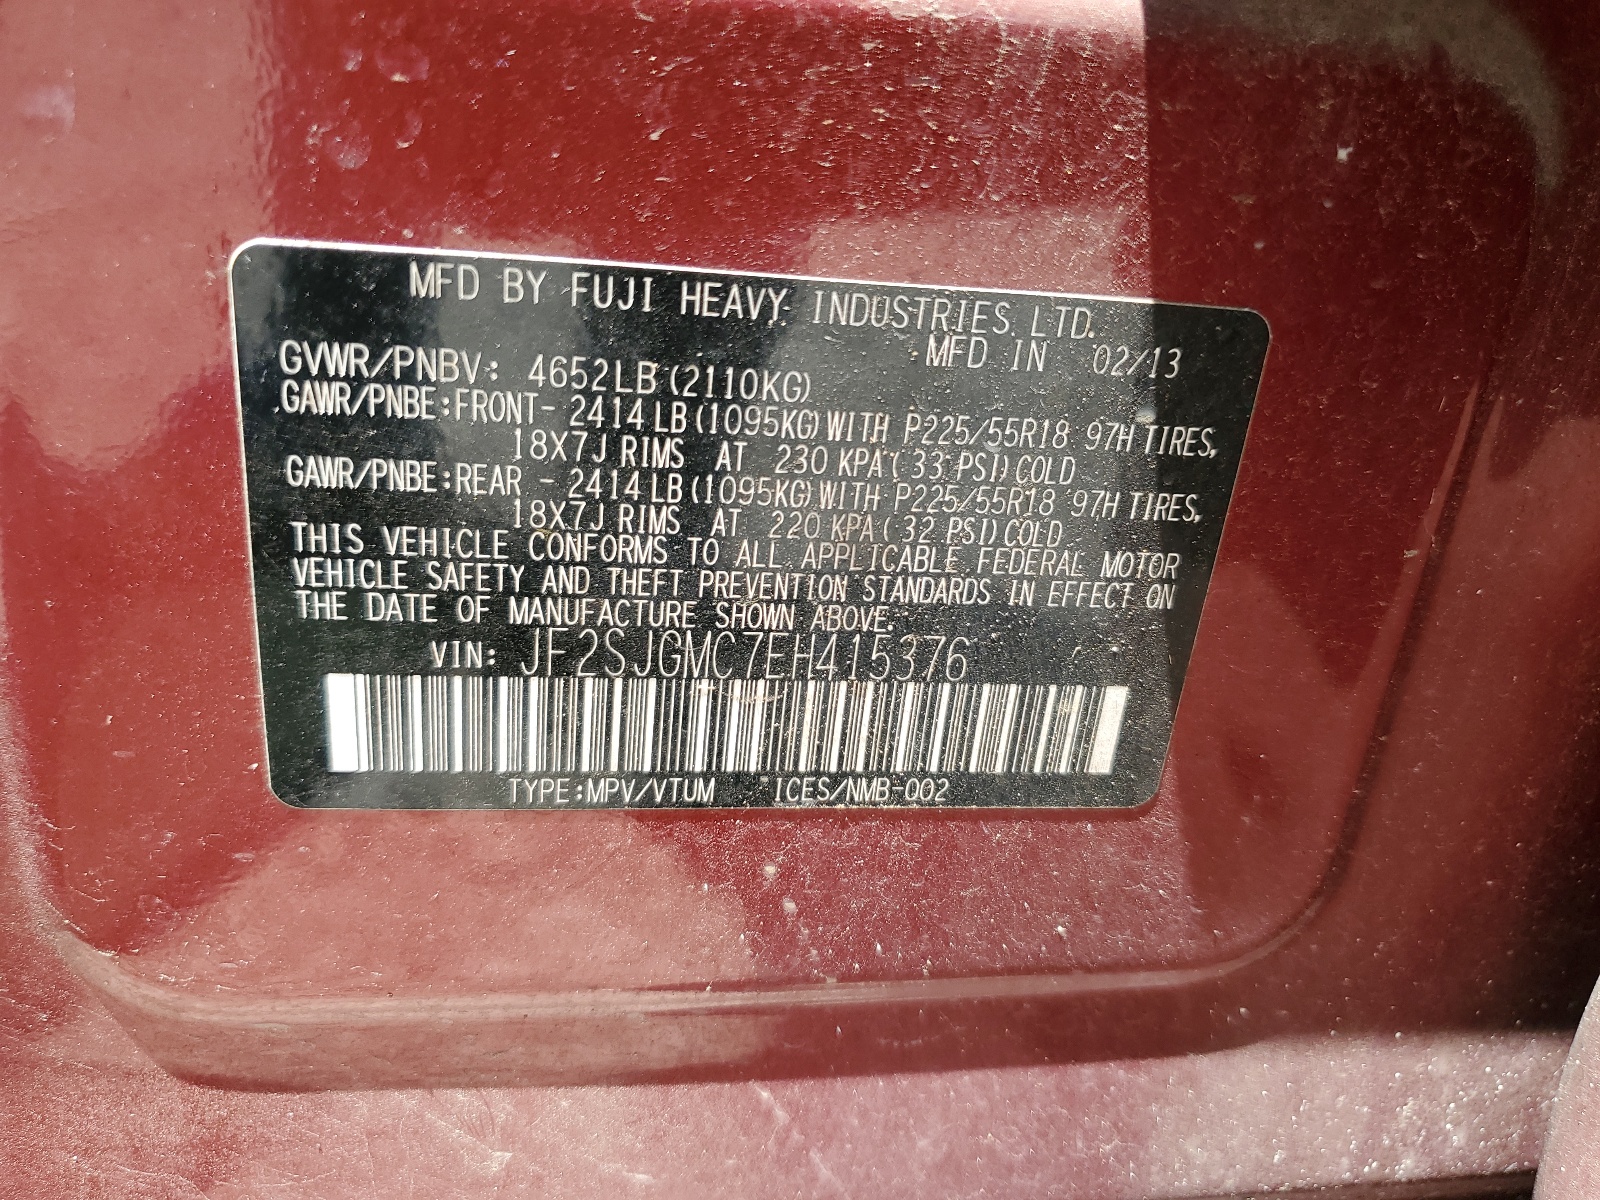 MFD BY FUJI HEAVY INDUSTRIES LTD.
MFD IN 02/13
GVWR/PNBV: 4652LB (2110KG)
GAWR/PNBE:FRONT- 2414LB (1095KG) WITH P225/55R18 97H TIRES,
18X7J RIMS AT 230 KPA( 33 PSI) COLD
GAWR/PNBE:REAR - 2414LB (1095KG) WITH P225/55R18 97H TIRES,
18X7J RIMS AT 220 KPA( 32 PSI) COLD
THIS VEHICLE CONFORMS TO ALL APPLICABLE FEDERAL MOTOR
VEHICLE SAFETY AND THEFT PREVENTION STANDARDS IN EFFECT ON
THE DATE OF MANUFACTURE SHOWN ABOVE.
VIN: JF2SJGMC7EH415376
TYPE:MPV/VTUM ICES/NMB-002